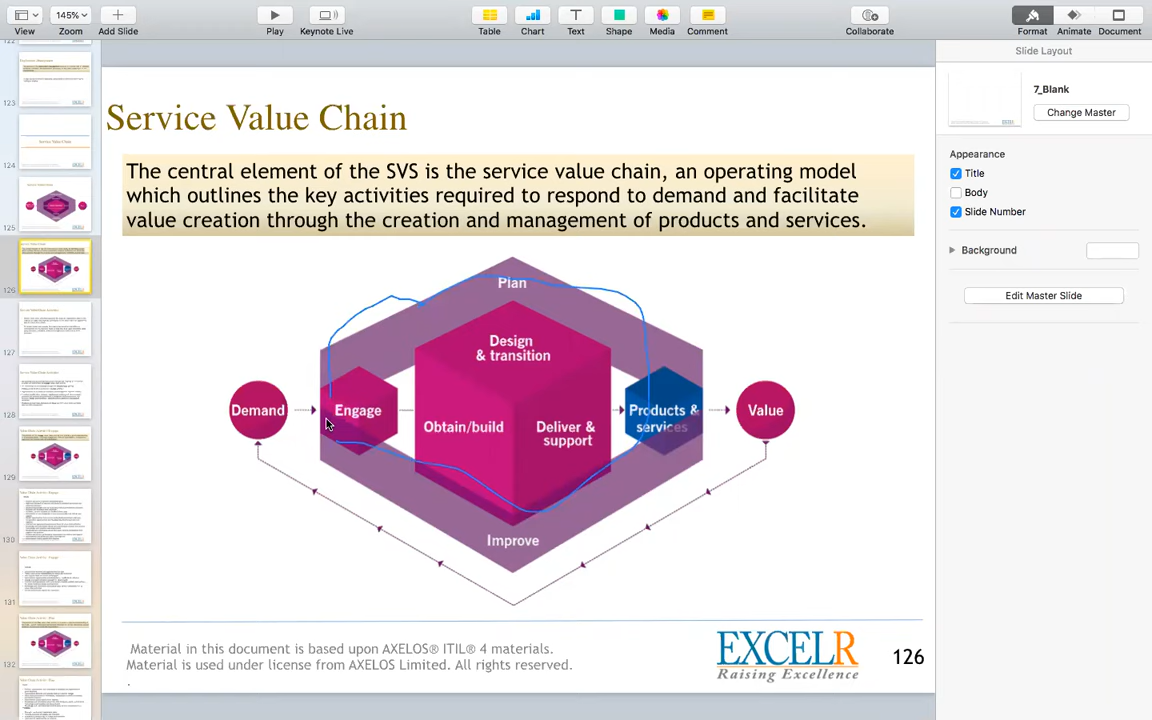 145%
View
Zoom
Add Slide
Play
Keynote Live
Table
Chart
Text
Shape
Media
Comment
Collaborate
Format
Animate
Document
Slide Layout
7_Blank
Change Master
Appearance
Title
Body
Slide Number
Background
Edit Master Slide
122
123
124
125
126
127
128
129
130
131
132
Service Value Chain
The central element of the SVS is the service value chain, an operating model
which outlines the key activities required to respond to demand and facilitate
value creation through the creation and management of products and services.
Plan
Design
& transition
Demand
Engage
Obtain/build
Deliver &
support
Products &
services
Value
Improve
Material in this document is based upon AXELOS® ITIL® 4 materials.
Material is used under license from AXELOS Limited. All rights reserved.
.
EXCELR
Raising Excellence
126